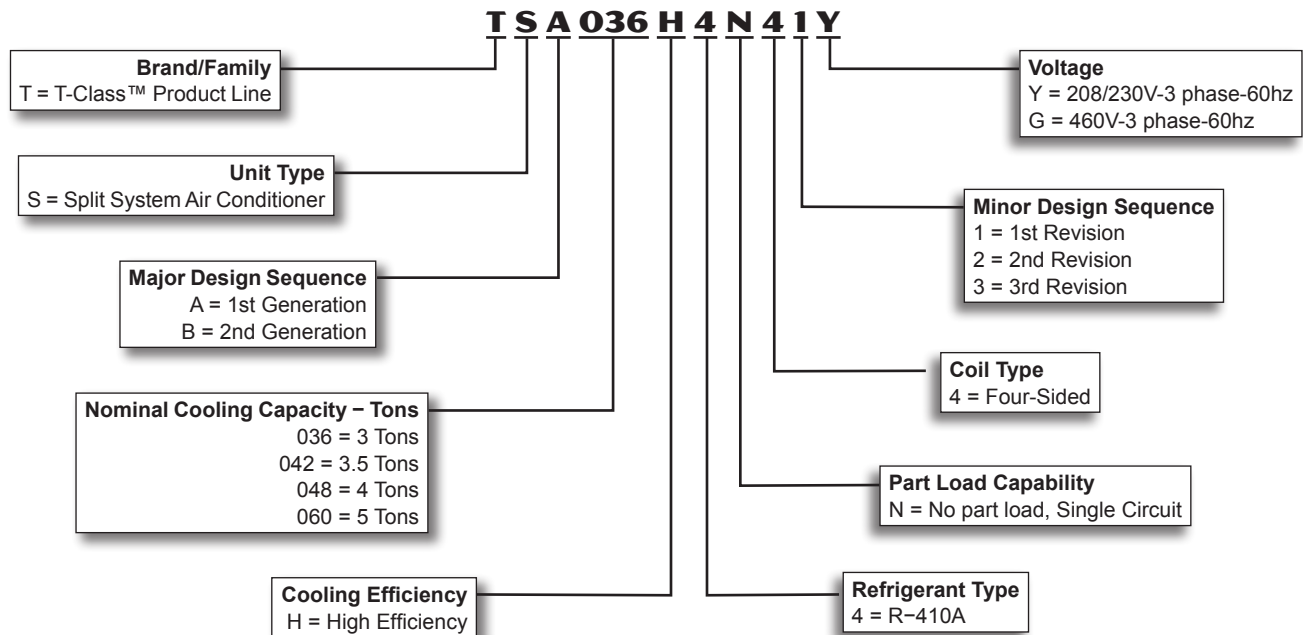 T S A 036 H 4 N 4 1 Y
Brand/Family
T = T-Class™ Product Line
Unit Type
S = Split System Air Conditioner
Major Design Sequence
A = 1st Generation
B = 2nd Generation
Nominal Cooling Capacity − Tons
036 = 3 Tons
042 = 3.5 Tons
048 = 4 Tons
060 = 5 Tons
Cooling Efficiency
H = High Efficiency
Voltage
Y = 208/230V-3 phase-60hz
G = 460V-3 phase-60hz
Minor Design Sequence
1 = 1st Revision
2 = 2nd Revision
3 = 3rd Revision
Coil Type
4 = Four-Sided
Part Load Capability
N = No part load, Single Circuit
Refrigerant Type
4 = R−410A